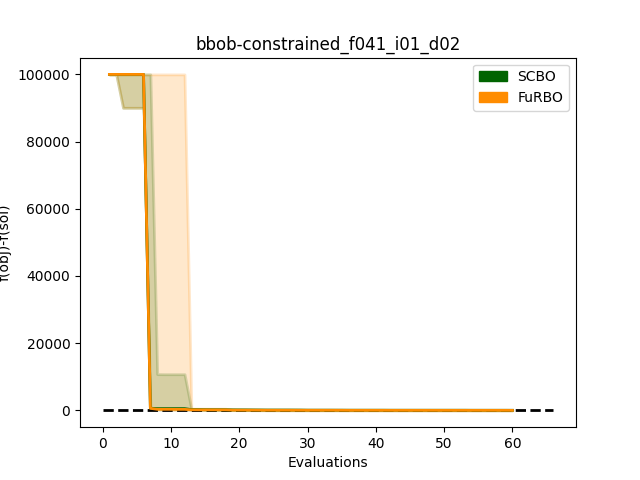 bbob-constrained_f041_i01_d02
SCBO
FuRBO
100000
80000
60000
40000
20000
0
f(obj)-f(sol)
0 10 20 30 40 50 60
Evaluations